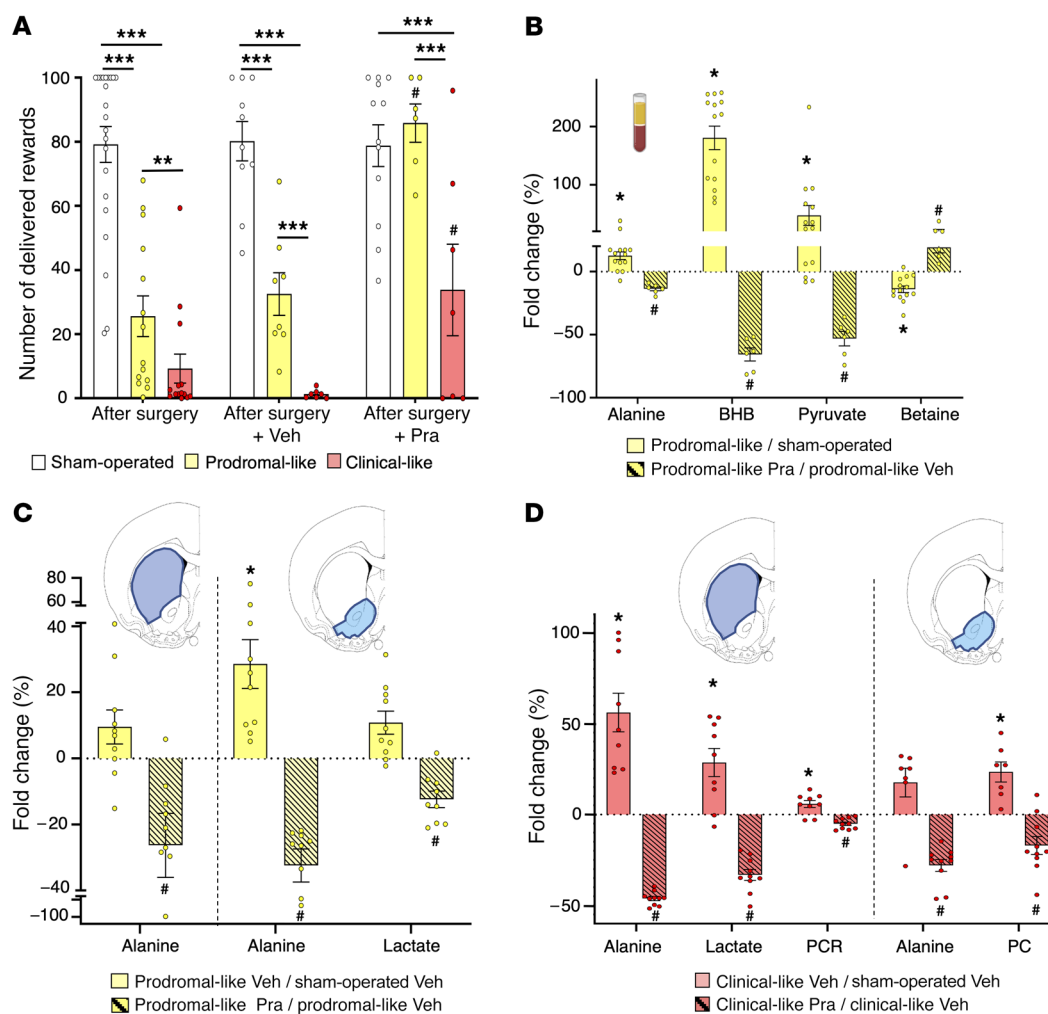 A
Number of delivered rewards
100
80
60
40
20
0
*** *** **
*** *** ***
*** *** # #
After surgery
After surgery + Veh
After surgery + Pra
Sham-operated Prodromal-like Clinical-like
B
Fold change (%)
200
100
0
−50
−100
* # * # * # * #
Alanine BHB Pyruvate Betaine
Prodromal-like / sham-operated
Prodromal-like Pra / prodromal-like Veh
C
Fold change (%)
80
60
40
20
0
−20
−40
−100
# * # #
Alanine Alanine Lactate
Prodromal-like Veh / sham-operated Veh
Prodromal-like Pra / prodromal-like Veh
D
Fold change (%)
100
50
0
−50
* # * # * # # * #
Alanine Lactate PCR Alanine PC
Clinical-like Veh / sham-operated Veh
Clinical-like Pra / clinical-like Veh